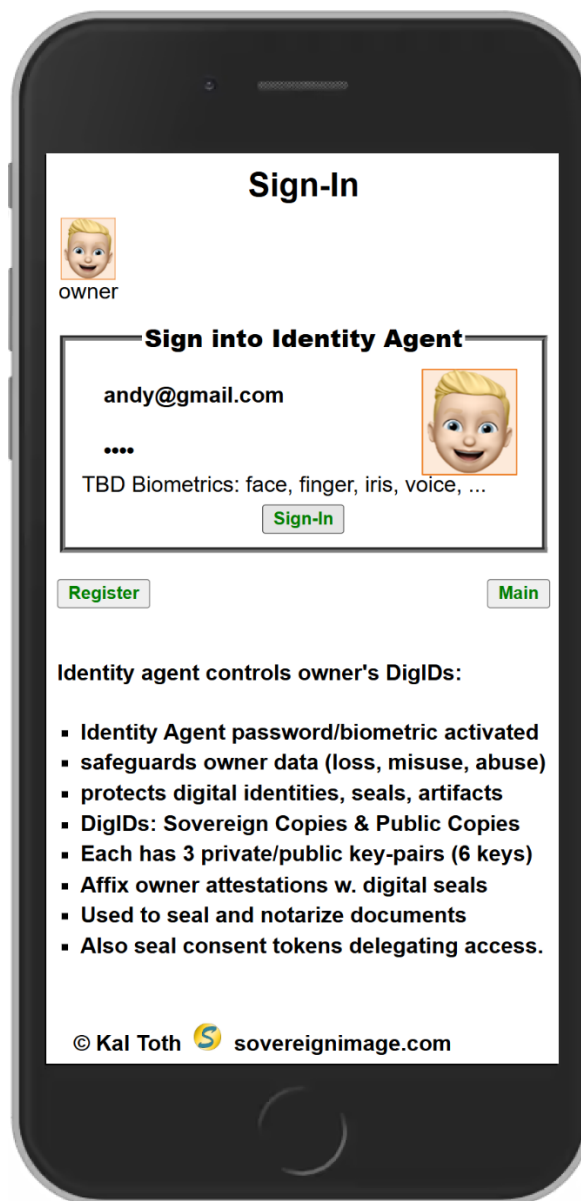 Sign-In
owner
Sign into Identity Agent
andy@gmail.com
••••
TBD Biometrics: face, finger, iris, voice, ...
Sign-In
Register
Main
Identity agent controls owner's DigIDs:
▪ Identity Agent password/biometric activated
▪ safeguards owner data (loss, misuse, abuse)
▪ protects digital identities, seals, artifacts
▪ DigIDs: Sovereign Copies & Public Copies
▪ Each has 3 private/public key-pairs (6 keys)
▪ Affix owner attestations w. digital seals
▪ Used to seal and notarize documents
▪ Also seal consent tokens delegating access.
© Kal Toth S sovereignimage.com